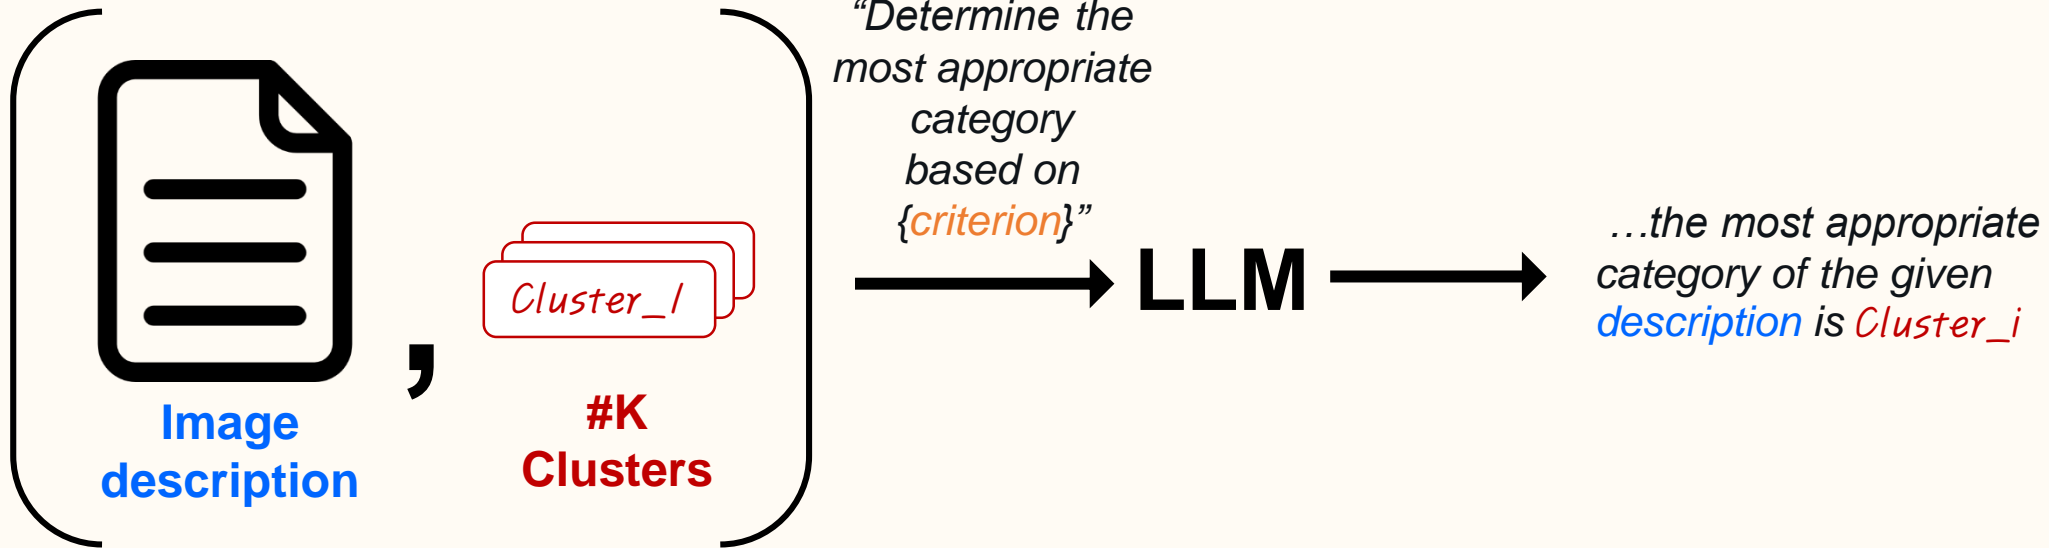 “Determine the
most appropriate
category
based on
{criterion}”
Cluster_1
,
Image
description
#K
Clusters
LLM
…the most appropriate
category of the given
description is Cluster_i